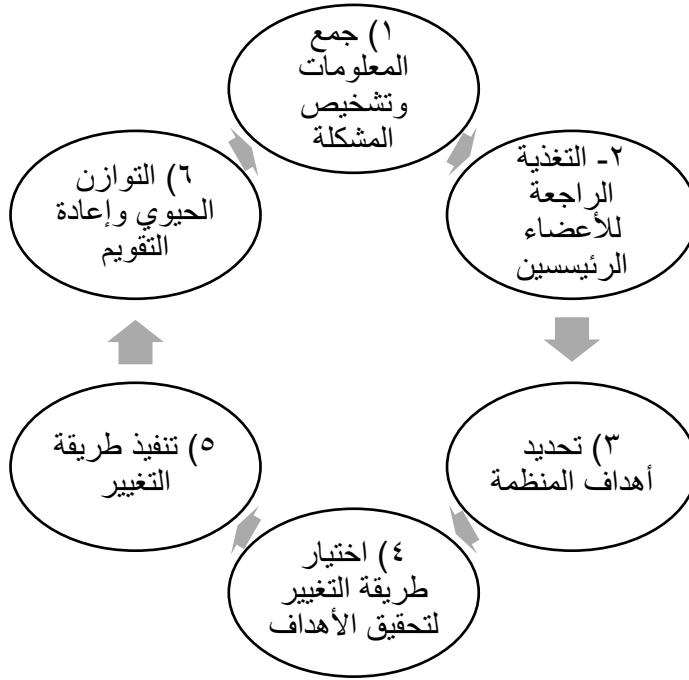 ١) جمع
المعلومات
وتشخيص
المشكلة
٢- التغذية
الراجعة
للأعضاء
الرئيسسين
٣) تحديد
أهداف المنظمة
٤) اختيار
طريقة التغيير
لتحقيق الأهداف
٥) تنفيذ طريقة
التغيير
٦) التوازن
الحيوي وإعادة
التقويم